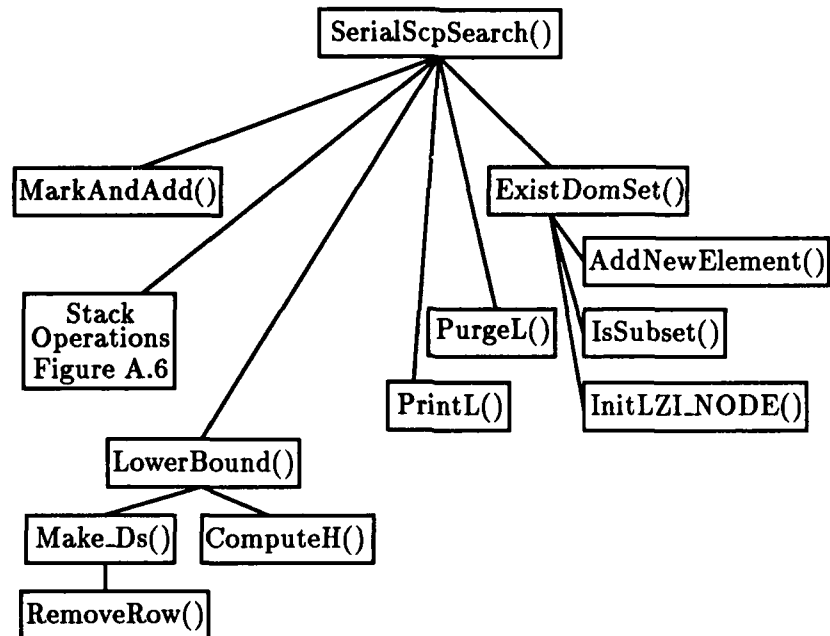 SerialScpSearch()
MarkAndAdd()
ExistDomSet()
AddNewElement()
Stack
Operations
Figure A.6
PurgeL()
IsSubset()
PrintL()
InitLZI_NODE()
LowerBound()
Make_Ds()
ComputeH()
RemoveRow()